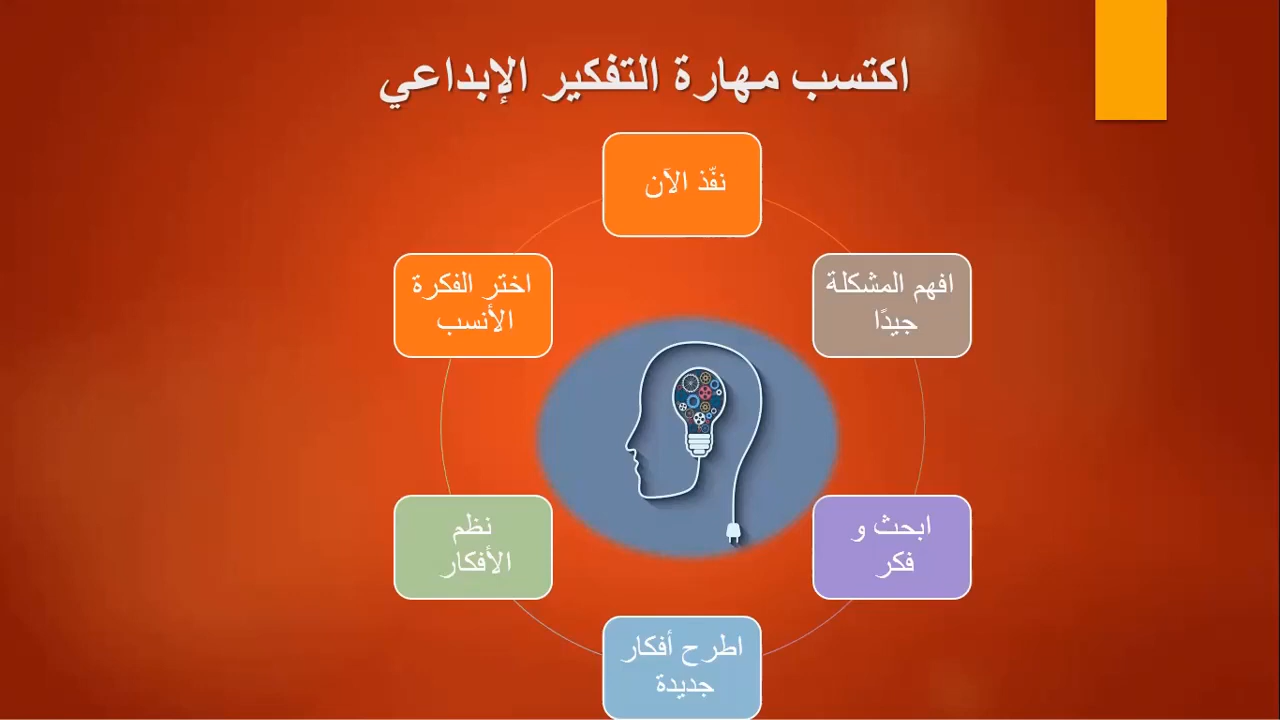 اكتسب مهارة التفكير الإبداعي
نفّذ الآن
افهم المشكلة
جيدًا
ابحث و
فكر
اطرح أفكار
جديدة
نظم
الأفكار
اختر الفكرة
الأنسب